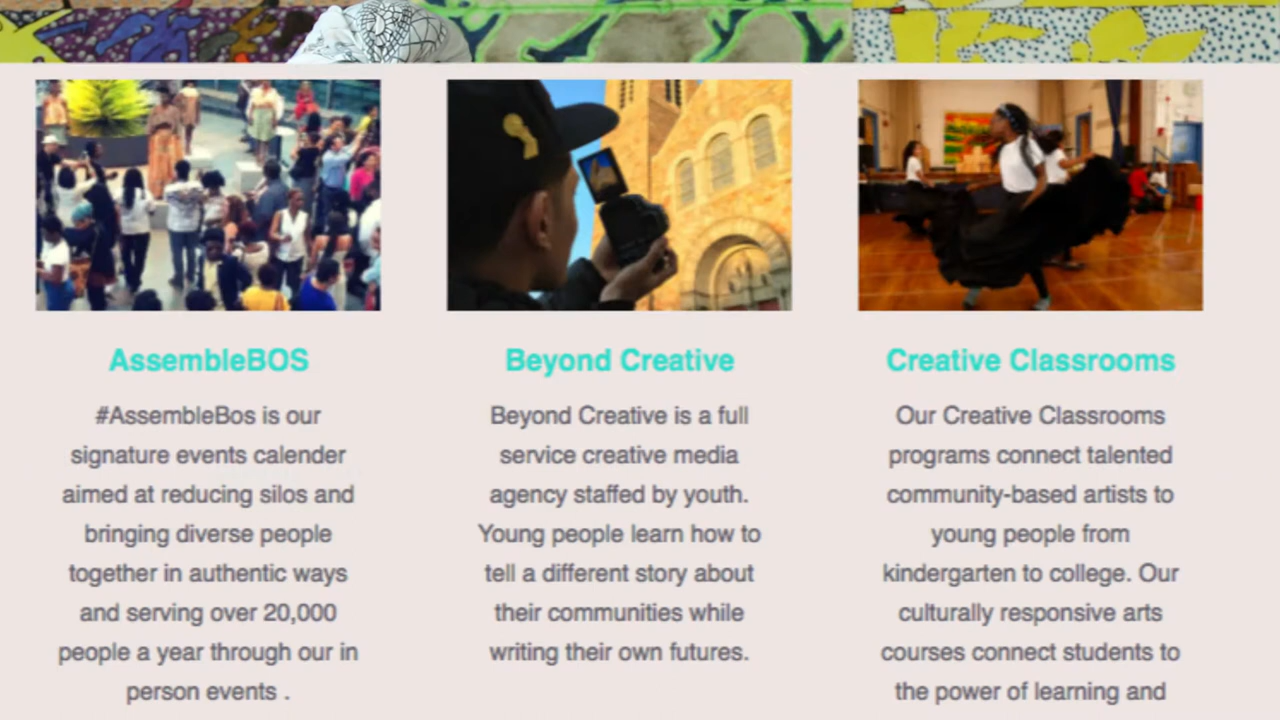 AssembleBOS
#AssembleBos is our
signature events calender
aimed at reducing silos and
bringing diverse people
together in authentic ways
and serving over 20,000
people a year through our in
person events .
Beyond Creative
Beyond Creative is a full
service creative media
agency staffed by youth.
Young people learn how to
tell a different story about
their communities while
writing their own futures.
Creative Classrooms
Our Creative Classrooms
programs connect talented
community-based artists to
young people from
kindergarten to college. Our
culturally responsive arts
courses connect students to
the power of learning and